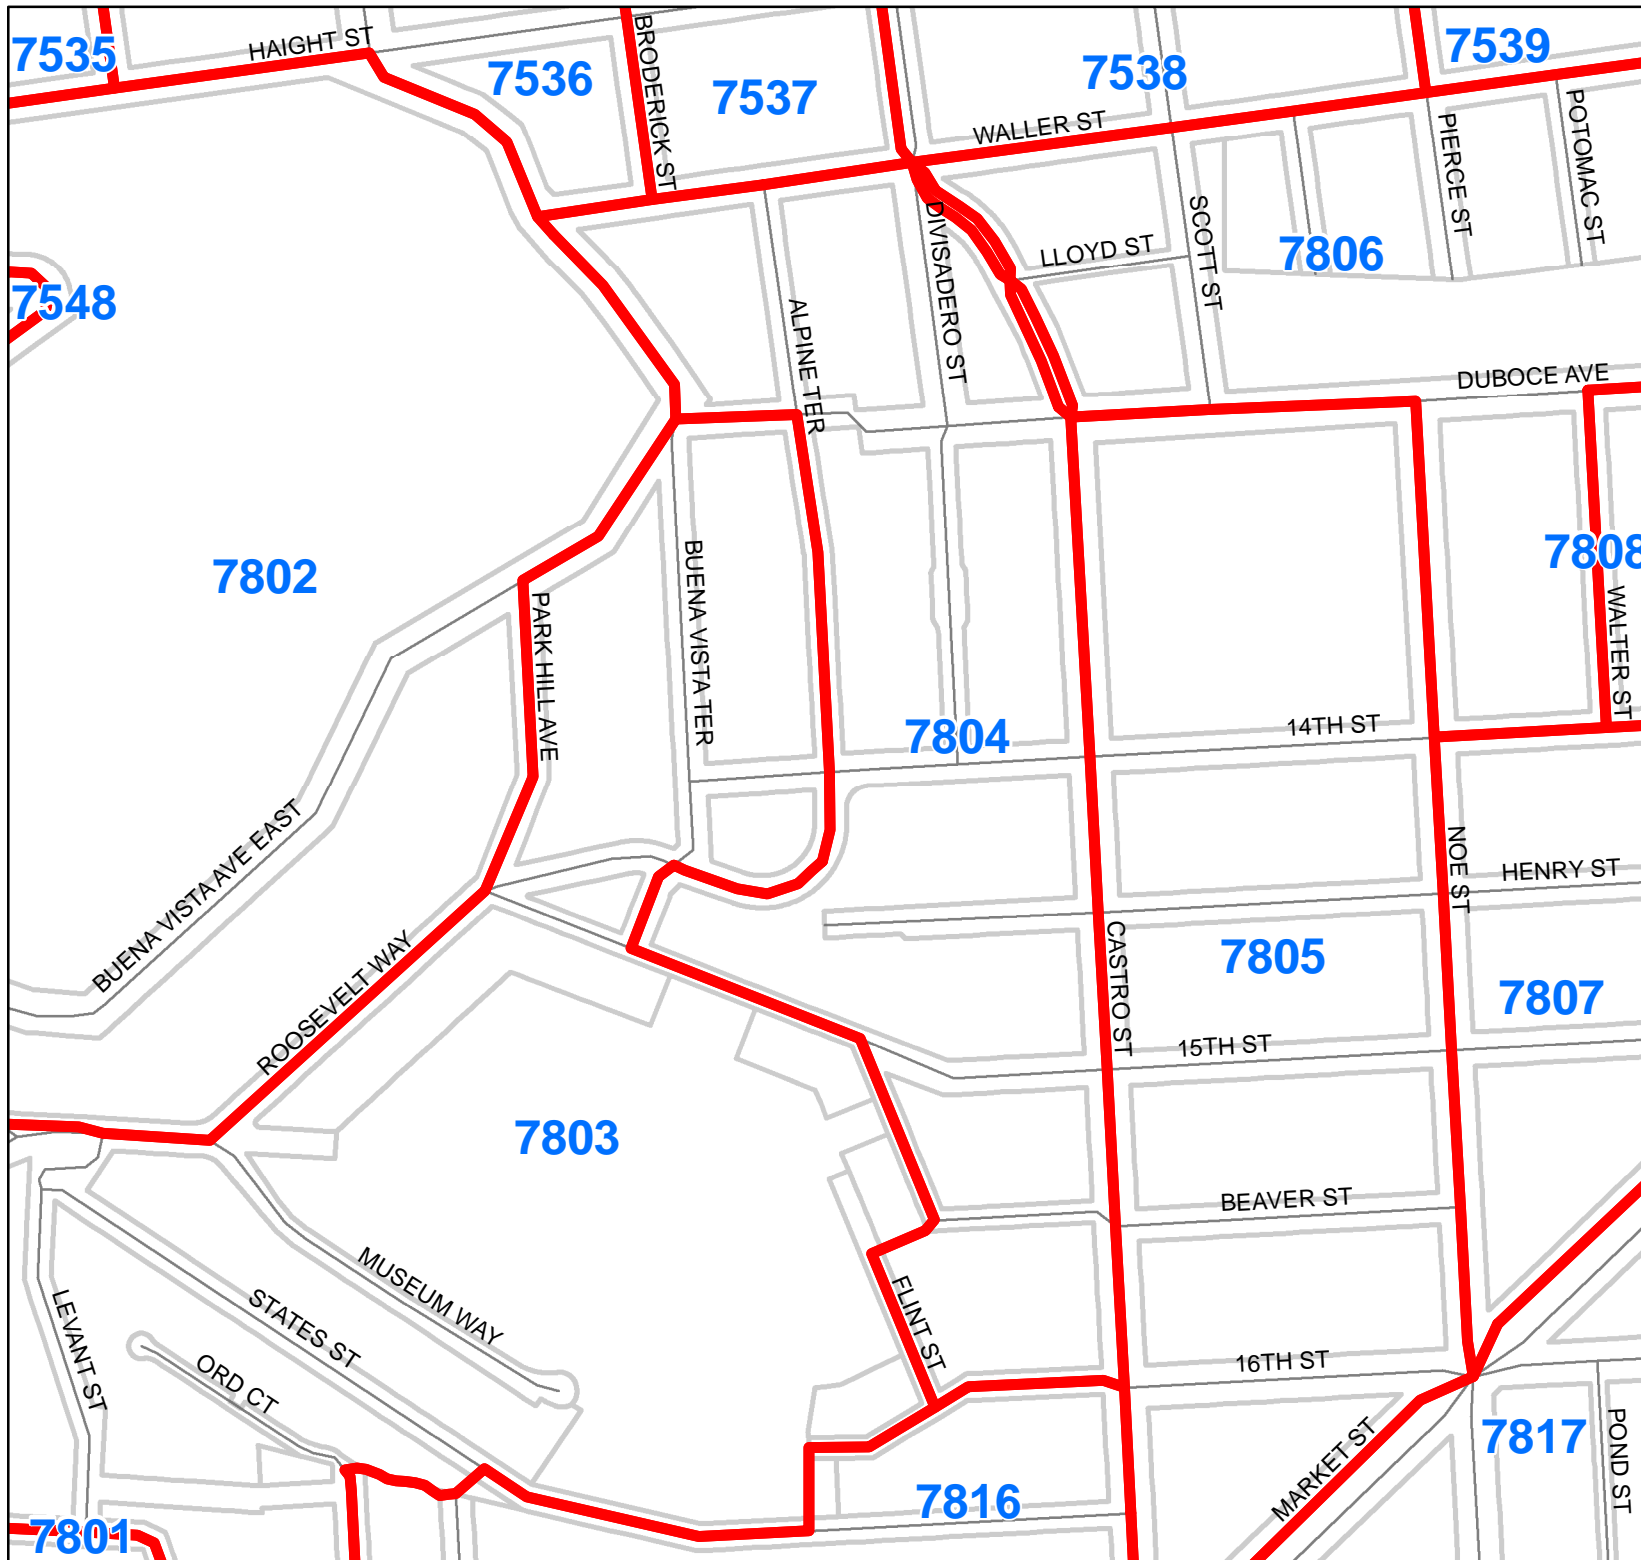 7535
HAIGHT ST
7536
BRODERICK ST
7537
7538
7539
WALLER ST
PIERCE ST
POTOMAC ST
7548
DIVISADERO ST
LLOYD ST
SCOTT ST
7806
ALPINE TER
DUBOCE AVE
7802
BUENA VISTA TER
7808
PARK HILL AVE
WALTER ST
7804
14TH ST
BUENA VISTA AVE EAST
NOE ST
HENRY ST
ROOSEVELT WAY
CASTRO ST
7805
7807
15TH ST
7803
BEAVER ST
MUSEUM WAY
FLINT ST
LEVANT ST
STATES ST
ORD CT
16TH ST
MARKET ST
7817
POND ST
7816
7801